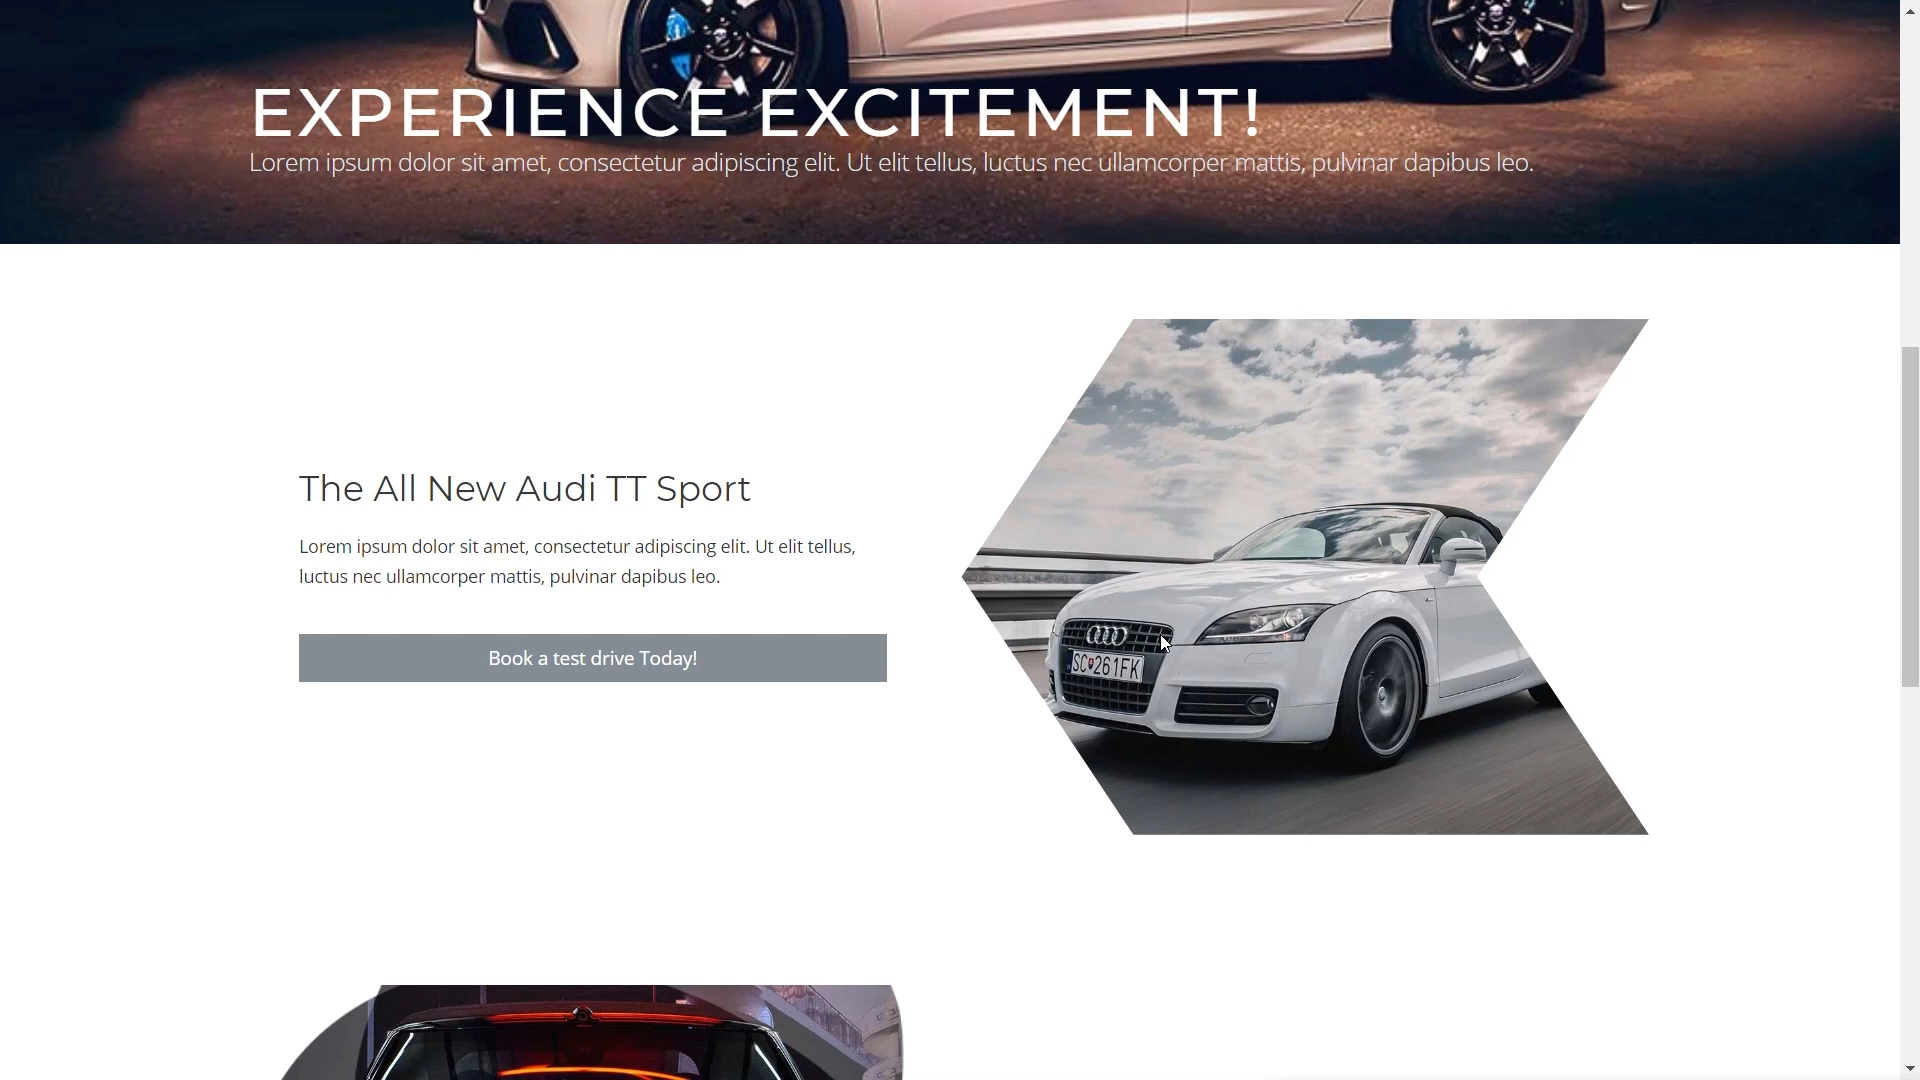 EXPERIENCE EXCITEMENT!
Lorem ipsum dolor sit amet, consectetur adipiscing elit. Ut elit tellus, luctus nec ullamcorper mattis, pulvinar dapibus leo.
The All New Audi TT Sport
Lorem ipsum dolor sit amet, consectetur adipiscing elit. Ut elit tellus,
luctus nec ullamcorper mattis, pulvinar dapibus leo.
Book a test drive Today!
SC 261FK